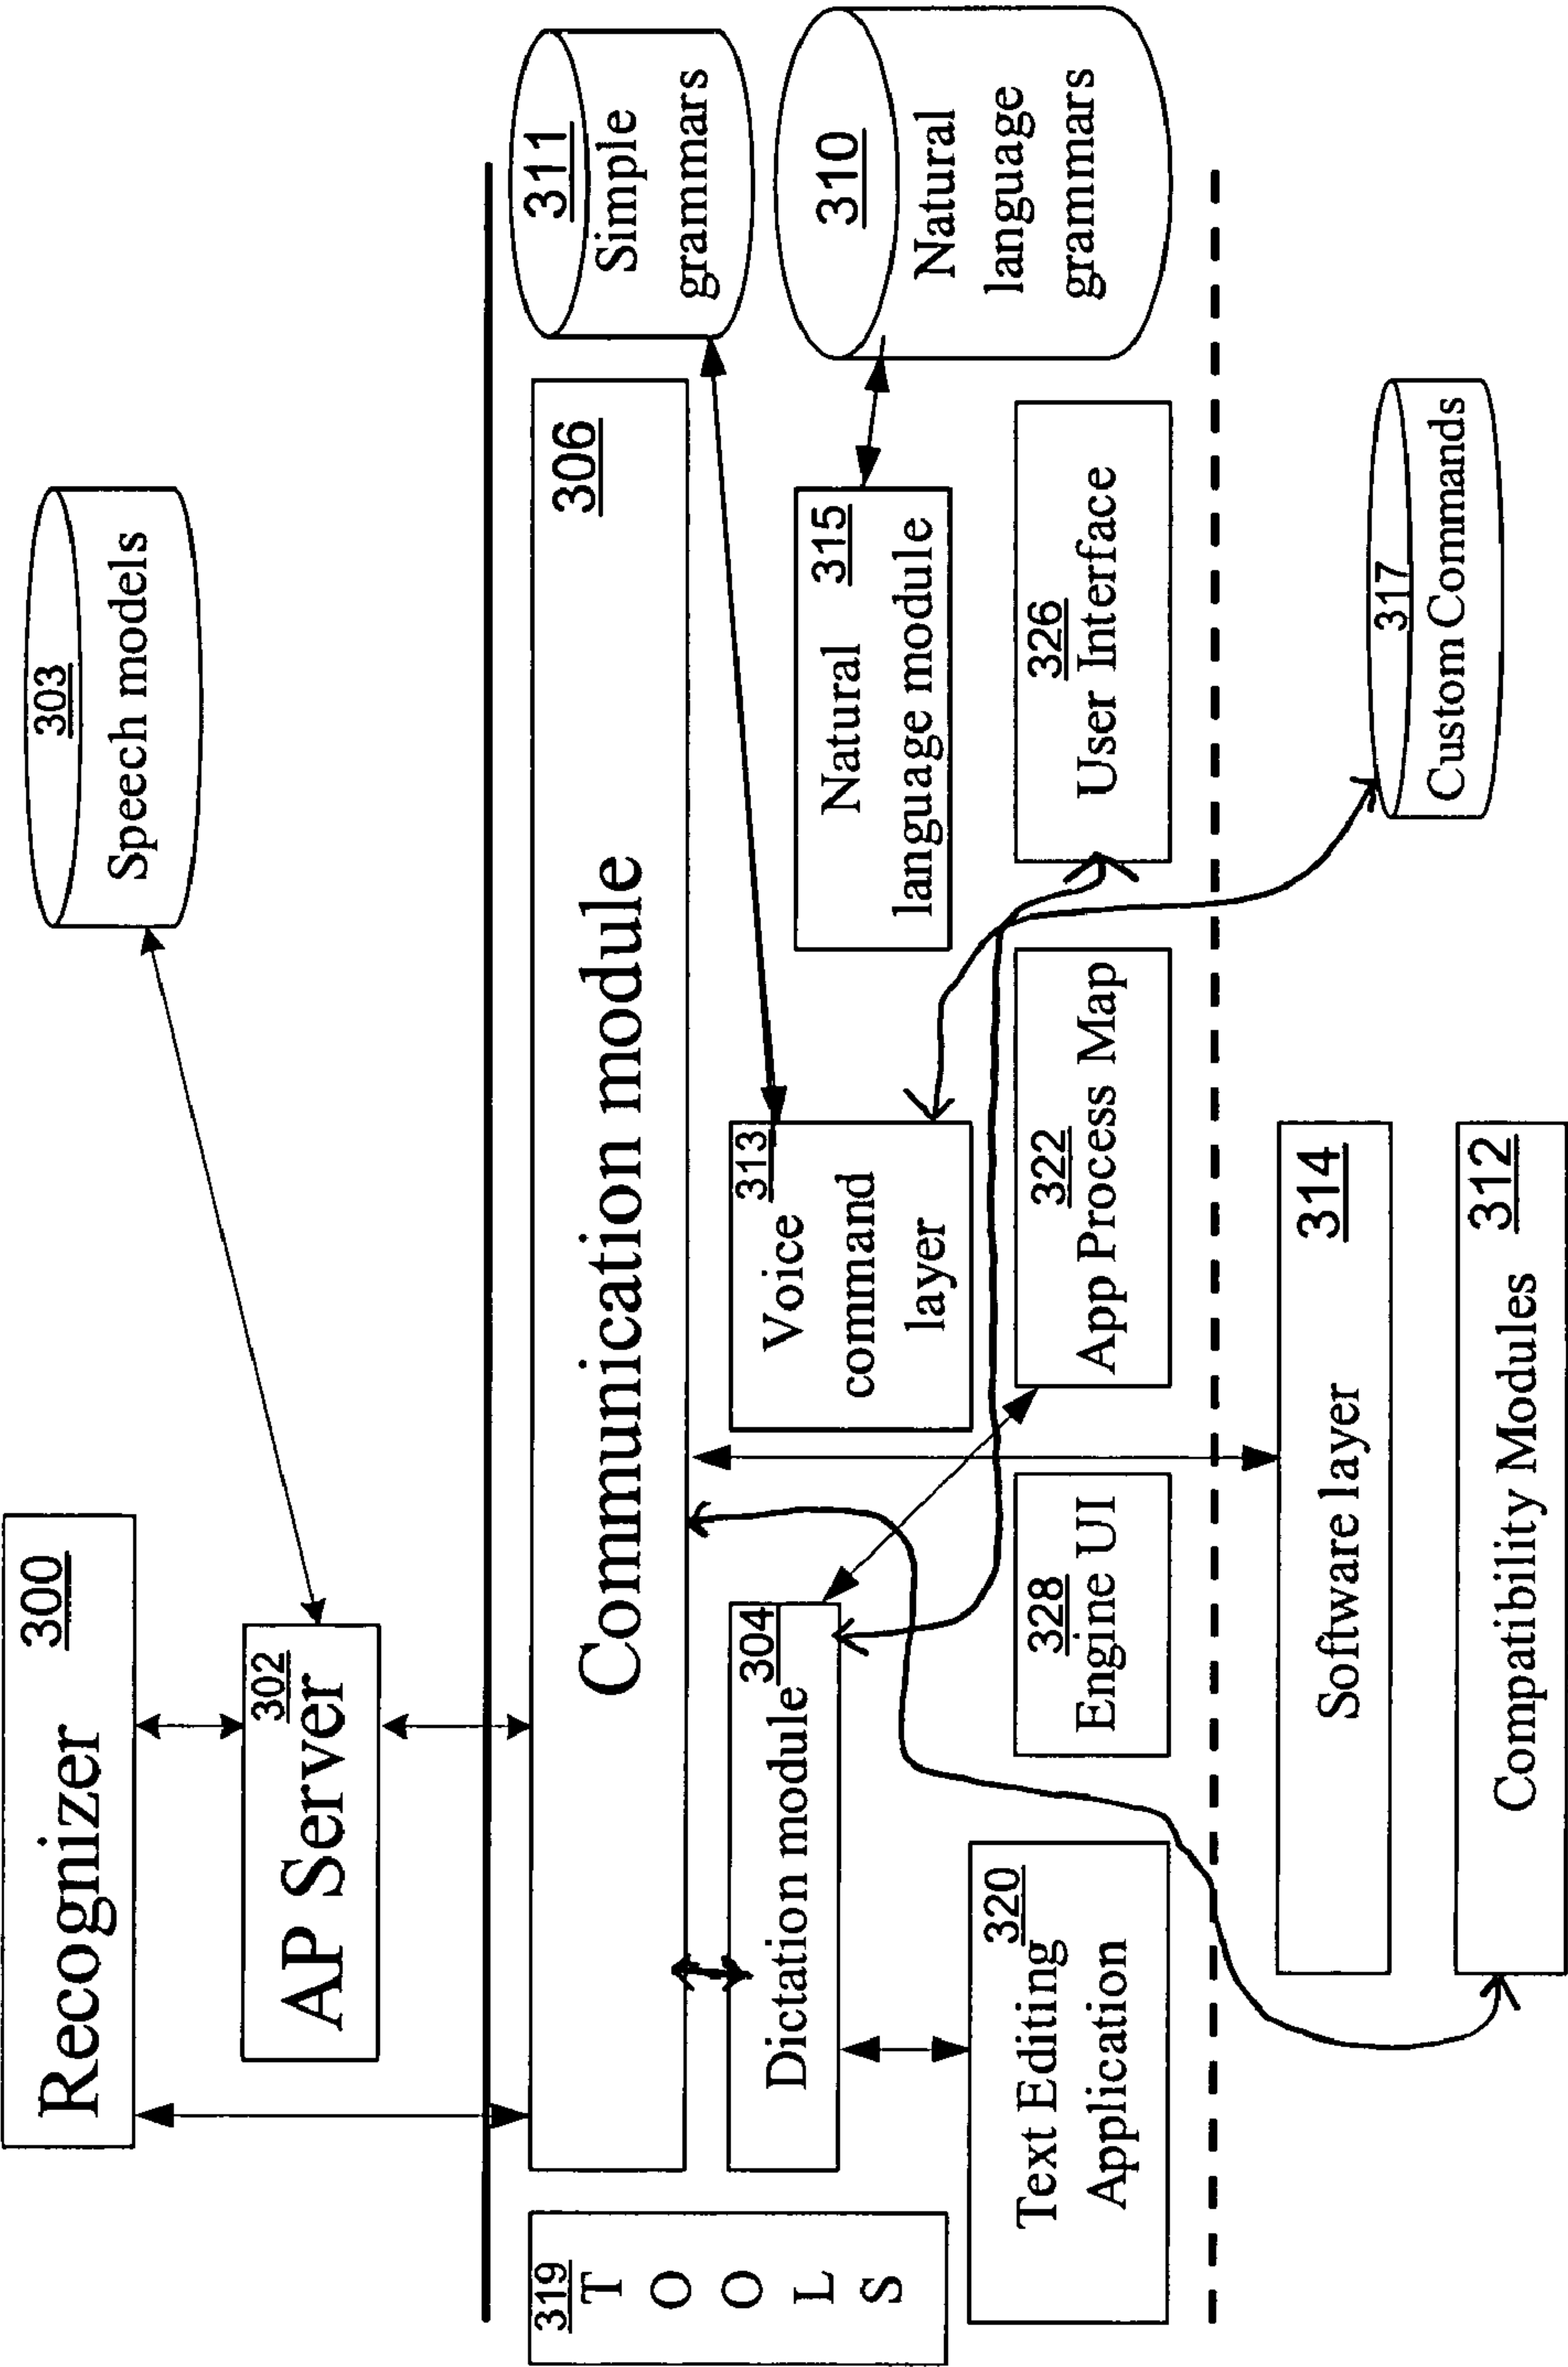 Recognizer 300
302
AP Server
303
Speech models
319
T
O
O
L
S
Communication module 306
311
Simple
grammars
304
Dictation module
313
Voice
command
layer
315
Natural
language module
310
Natural
language
grammars
320
Text Editing
Application
328
Engine UI
322
App Process Map
326
User Interface
Software layer 314
317
Custom Commands
Compatibility Modules 312